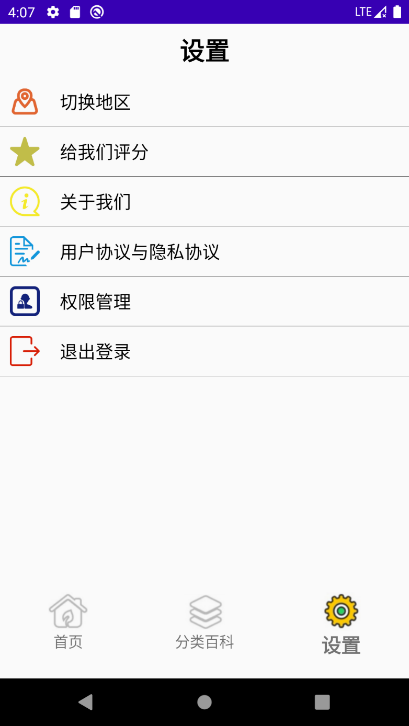 4:07
LTE
设置
切换地区
给我们评分
关于我们
用户协议与隐私协议
权限管理
退出登录
首页
分类百科
设置